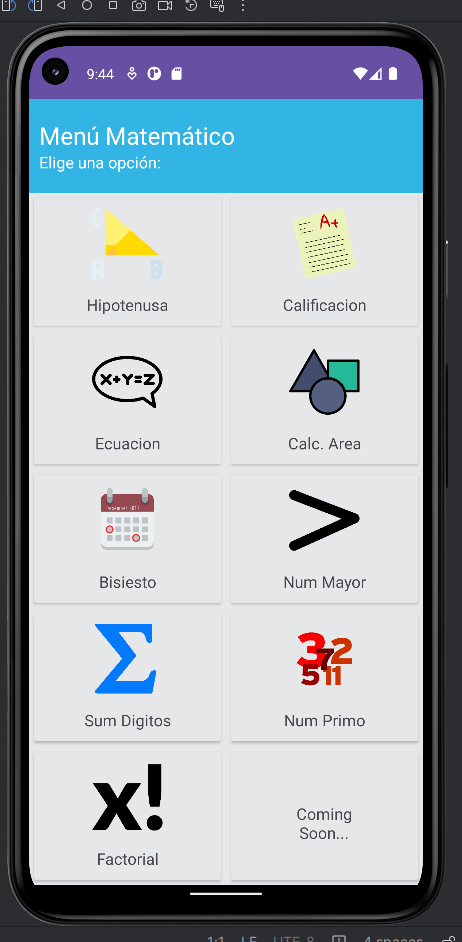 9:44
Menú Matemático
Elige una opción:
C
A B
A+
Hipotenusa
Calificacion
X+Y=Z
Ecuacion
Calc. Area
Bisiesto
>
Num Mayor
Σ
Sum Digitos
3 2
7
5 11
Num Primo
x!
Factorial
Coming
Soon...
1:1 LF UTF-8 4 spaces